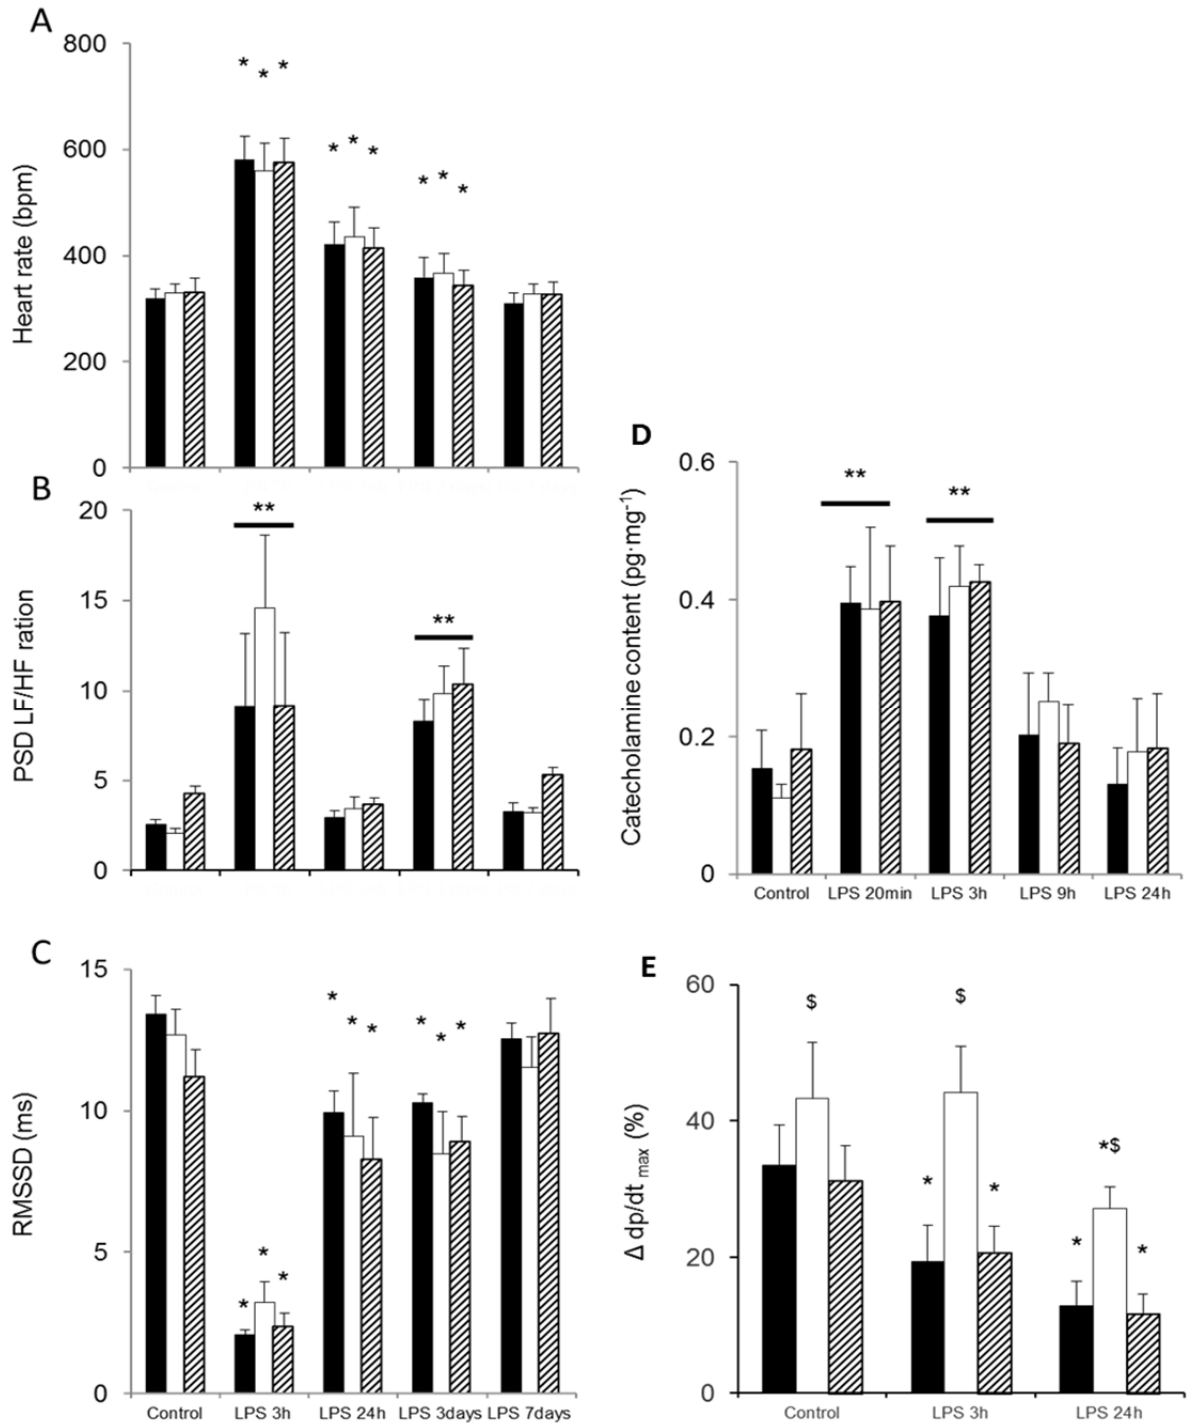 A
800
600
400
200
0
Heart rate (bpm)
* * *
* * *
* * *
B
20
15
10
5
0
PSD LF/HF ration
**
**
C
15
10
5
0
RMSSD (ms)
* * *
* * *
* * *
Control LPS 3h LPS 24h LPS 3days LPS 7days
D
0.6
0.4
0.2
0
Catecholamine content (pg·mg⁻¹)
**
**
Control LPS 20min LPS 3h LPS 9h LPS 24h
E
60
40
20
0
Δ dp/dt max (%)
$
$
* *
*$
* *
Control LPS 3h LPS 24h